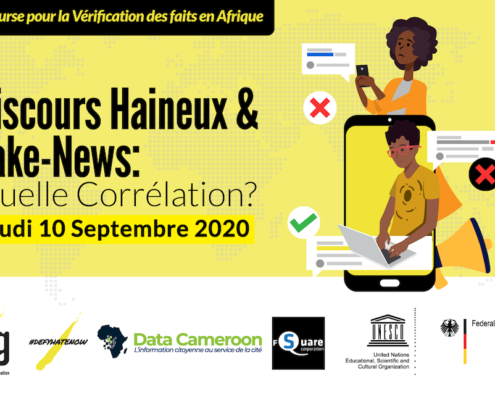 urse pour la Vérification des faits en Afrique
iscours Haineux &
ake-News:
uelle Corrélation?
udi 10 Septembre 2020
g
#DEFYHATENOW
Data Cameroon
L'information citoyenne au service de la cité
F Square
corporation
UNESCO
United Nations
Educational, Scientific and
Cultural Organization
Federal